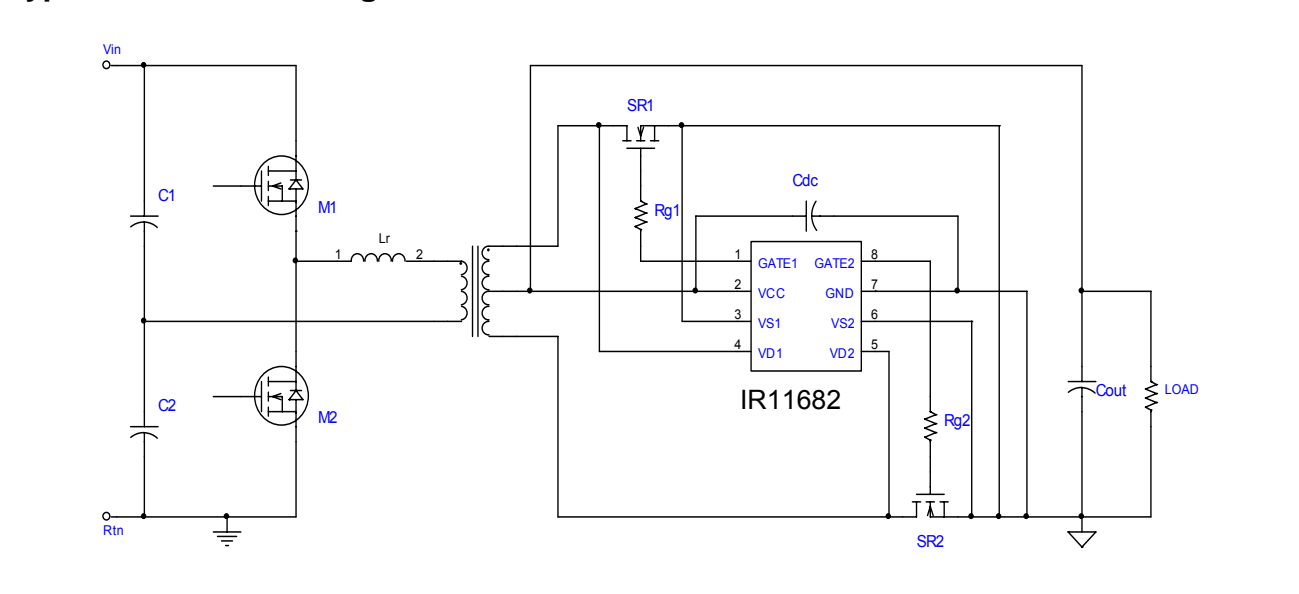 Vin
SR1
Cdc
C1
Rg1
M1
Lr
1 2
1 GATE1 GATE2 8
2 VCC GND 7
3 VS1 VS2 6
4 VD1 VD2 5
IR11682
Cout
LOAD
C2
M2
Rg2
Rtn
SR2